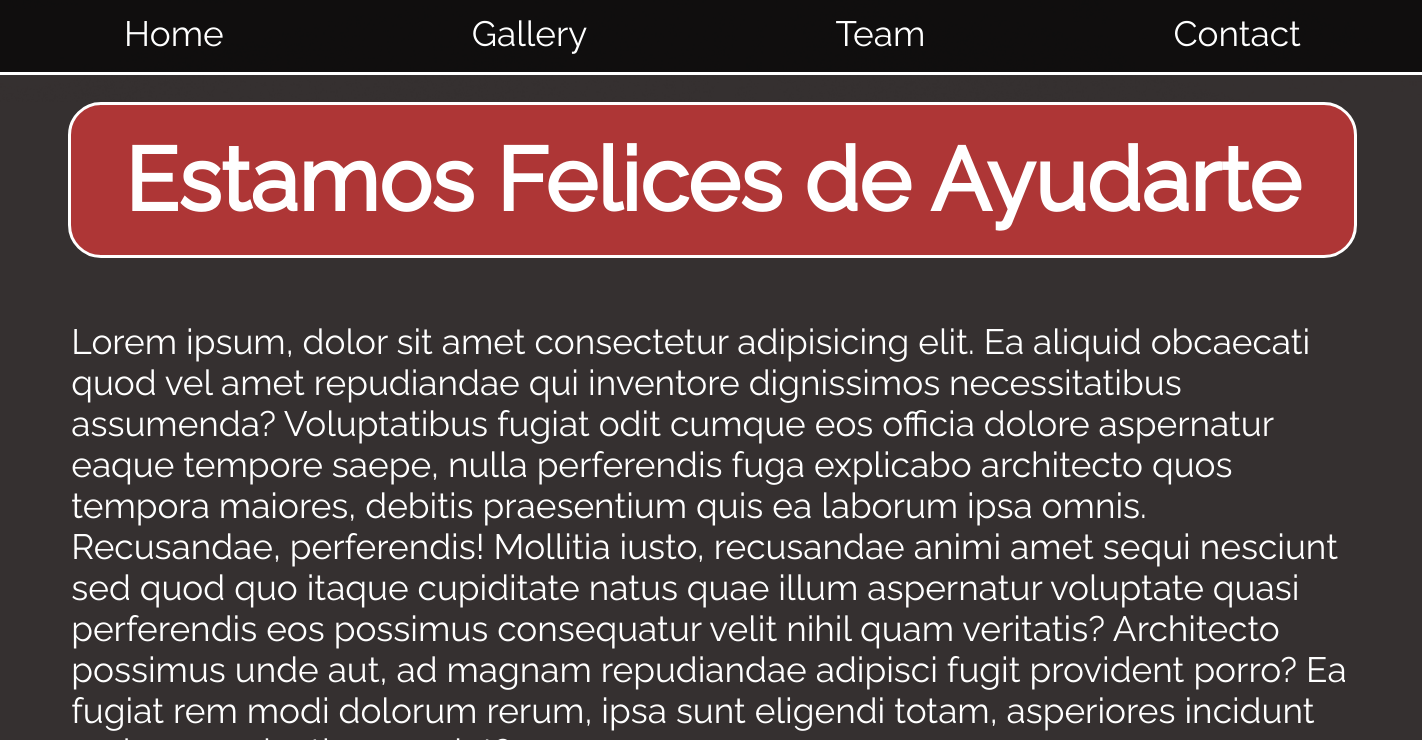 Home Gallery Team Contact
Estamos Felices de Ayudarte
Lorem ipsum, dolor sit amet consectetur adipisicing elit. Ea aliquid obcaecati
quod vel amet repudiandae qui inventore dignissimos necessitatibus
assumenda? Voluptatibus fugiat odit cumque eos officia dolore aspernatur
eaque tempore saepe, nulla perferendis fuga explicabo architecto quos
tempora maiores, debitis praesentium quis ea laborum ipsa omnis.
Recusandae, perferendis! Mollitia iusto, recusandae animi amet sequi nesciunt
sed quod quo itaque cupiditate natus quae illum aspernatur voluptate quasi
perferendis eos possimus consequatur velit nihil quam veritatis? Architecto
possimus unde aut, ad magnam repudiandae adipisci fugit provident porro? Ea
fugiat rem modi dolorum rerum, ipsa sunt eligendi totam, asperiores incidunt